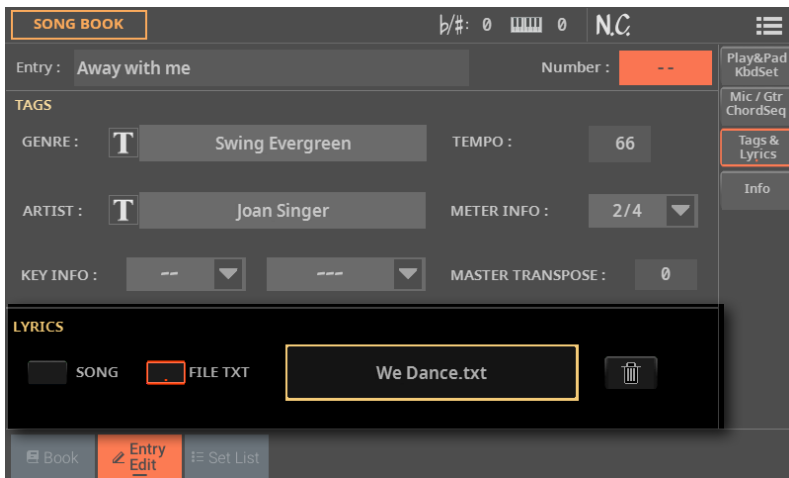 SONG BOOK
♭/#: 0 0 N.C.
Entry : Away with me Number : --
Play&Pad
KbdSet
TAGS
Mic / Gtr
ChordSeq
GENRE : T Swing Evergreen TEMPO : 66
Tags &
Lyrics
Info
ARTIST : T Joan Singer METER INFO : 2/4
KEY INFO : -- --- MASTER TRANSPOSE : 0
LYRICS
SONG FILE TXT We Dance.txt
Book Entry
Edit Set List